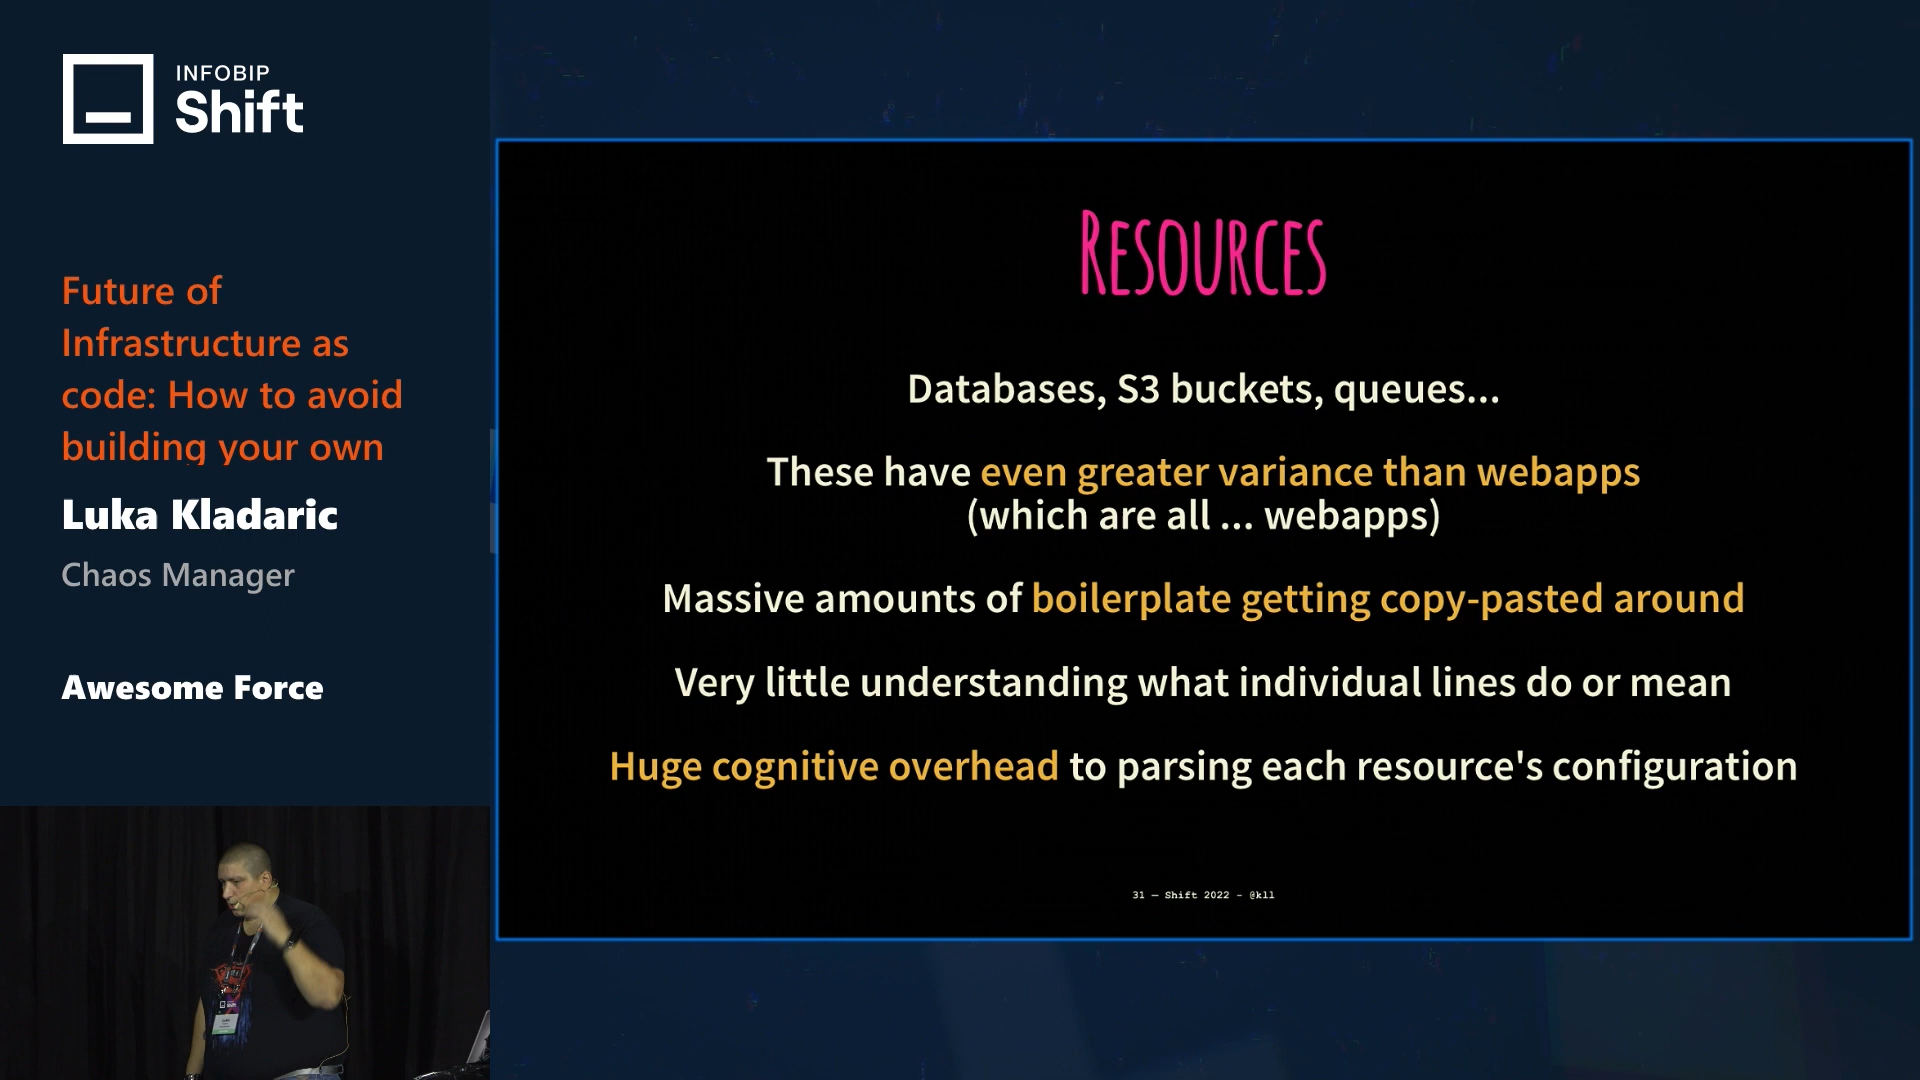 INFOBIP
Shift
Future of
Infrastructure as
code: How to avoid
building your own
Luka Kladaric
Chaos Manager
Awesome Force
RESOURCES
Databases, S3 buckets, queues...
These have even greater variance than webapps
(which are all ... webapps)
Massive amounts of boilerplate getting copy-pasted around
Very little understanding what individual lines do or mean
Huge cognitive overhead to parsing each resource's configuration
31 — Shift 2022 - @kll